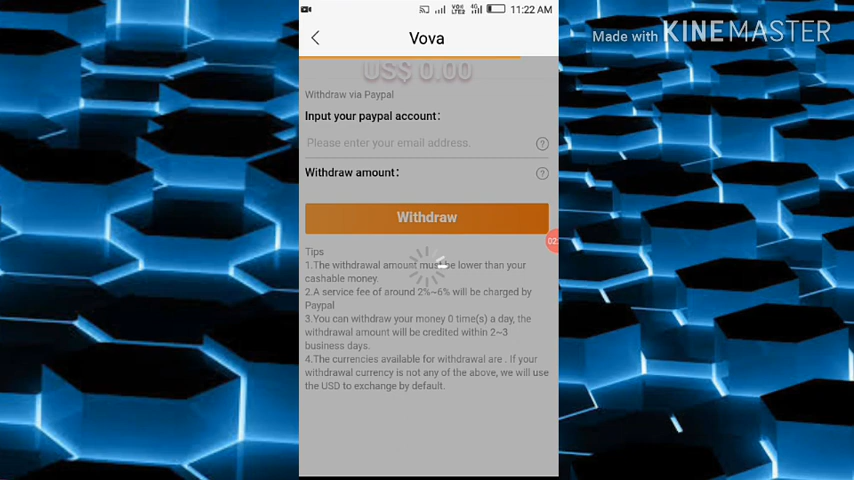 VoB
LTE2
4G
11:22 AM
Vova
Made with KINEMASTER
US$ 0.00
Withdraw via Paypal
Input your paypal account:
Please enter your email address.
?
Withdraw amount:
?
Withdraw
02:
Tips
1.The withdrawal amount must be lower than your
cashable money.
2.A service fee of around 2%~6% will be charged by
Paypal
3.You can withdraw your money 0 time(s) a day, the
withdrawal amount will be credited within 2~3
business days.
4.The currencies available for withdrawal are . If your
withdrawal currency is not any of the above, we will use
the USD to exchange by default.